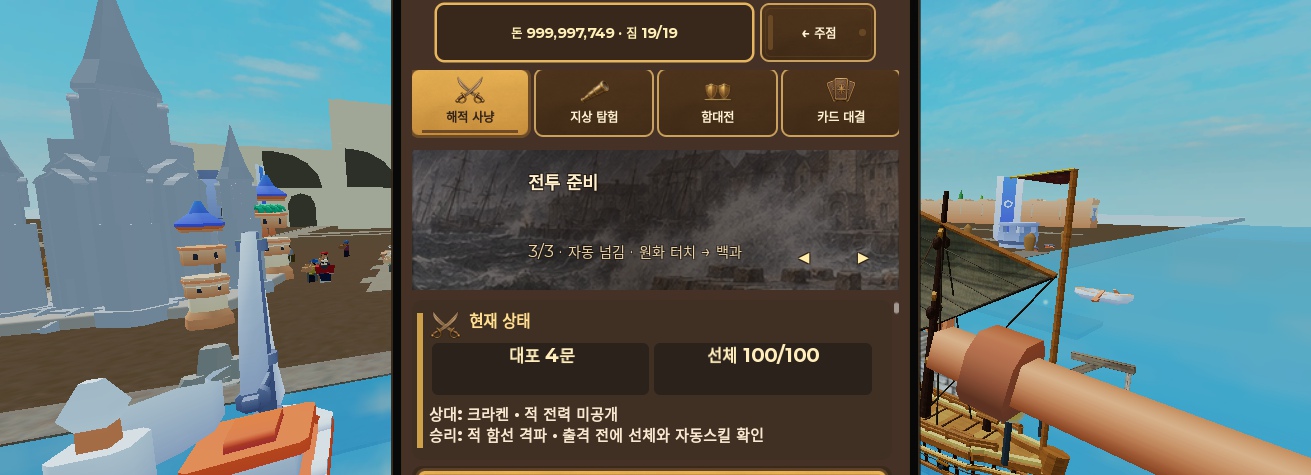 돈 999,997,749 · 짐 19/19
← 주점
해적 사냥
지상 탐험
함대전
카드 대결
전투 준비
3/3 · 자동 넘김 · 원화 터치 → 백과
◀ ▶
현재 상태
대포 4문
선체 100/100
상대: 크라켄 • 적 전력 미공개
승리: 적 함선 격파 • 출격 전에 선체와 자동스킬 확인